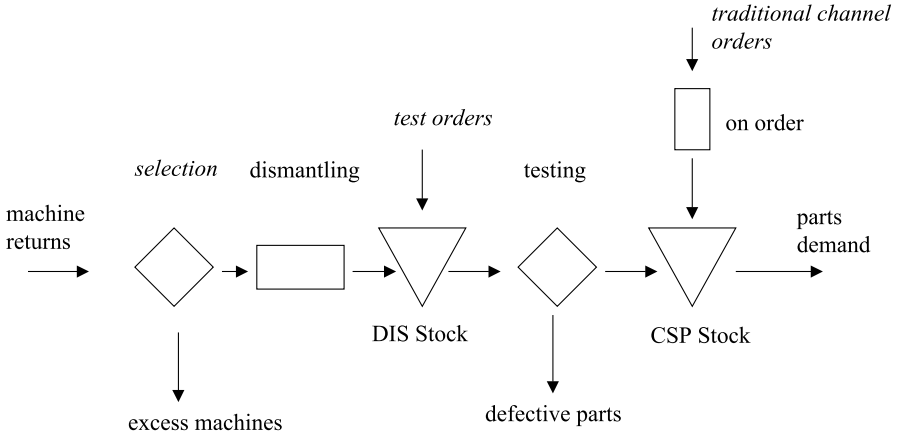 traditional channel
orders
on order
test orders
selection
dismantling
testing
machine
returns
parts
demand
DIS Stock
CSP Stock
excess machines
defective parts